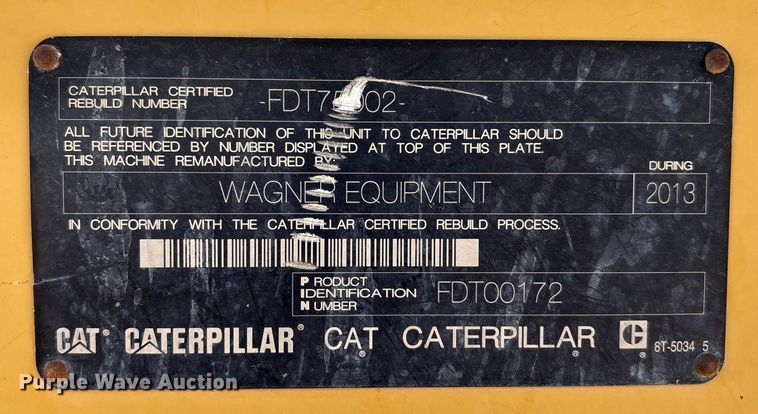 CATERPILLAR CERTIFIED
REBUILD NUMBER
ALL FUTURE IDENTIFICATION OF THIS UNIT TO CATERPILLAR SHOULD
BE REFERENCED BY NUMBER DISPLAYED AT TOP OF THIS PLATE.
THIS MACHINE REMANUFACTURED BY:
DURING
WAGNER EQUIPMENT 2013
IN CONFORMITY WITH THE CATERPILLAR CERTIFIED REBUILD PROCESS.
PRODUCT
IDENTIFICATION
NUMBER
FDT00172
CAT® CATERPILLAR® CAT® CATERPILLAR® C 8T-5034 5
Purple Wave Auction